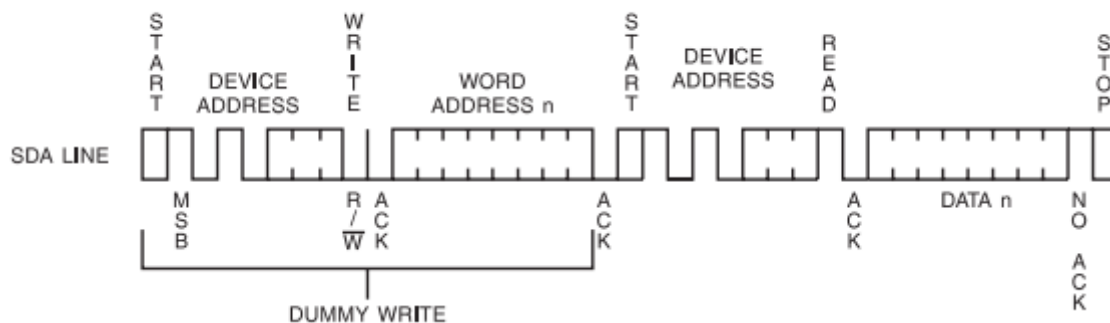 START
WRITE
START
READ
STOP
DEVICE
ADDRESS
WORD
ADDRESS n
DEVICE
ADDRESS
SDA LINE
MSB
R/W
ACK
ACK
ACK
DATA n
NO ACK
DUMMY WRITE